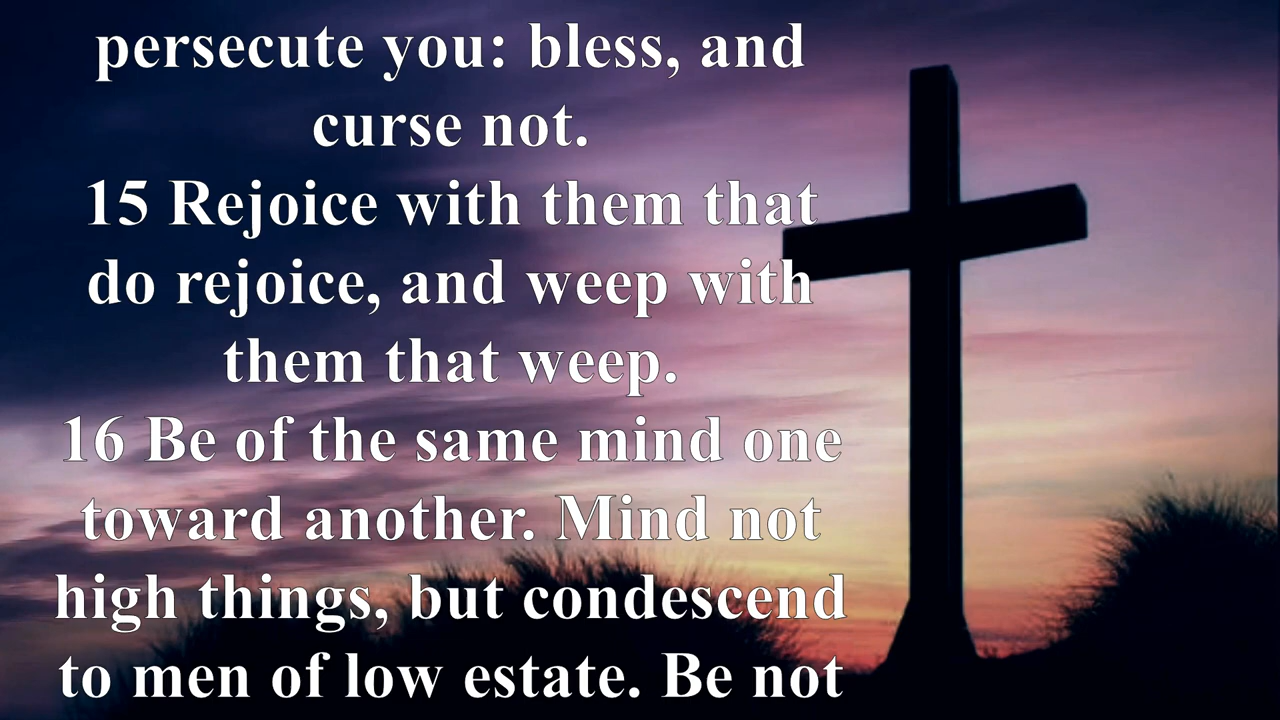 persecute you: bless, and
curse not.
15 Rejoice with them that
do rejoice, and weep with
them that weep.
16 Be of the same mind one
toward another. Mind not
high things, but condescend
to men of low estate. Be not